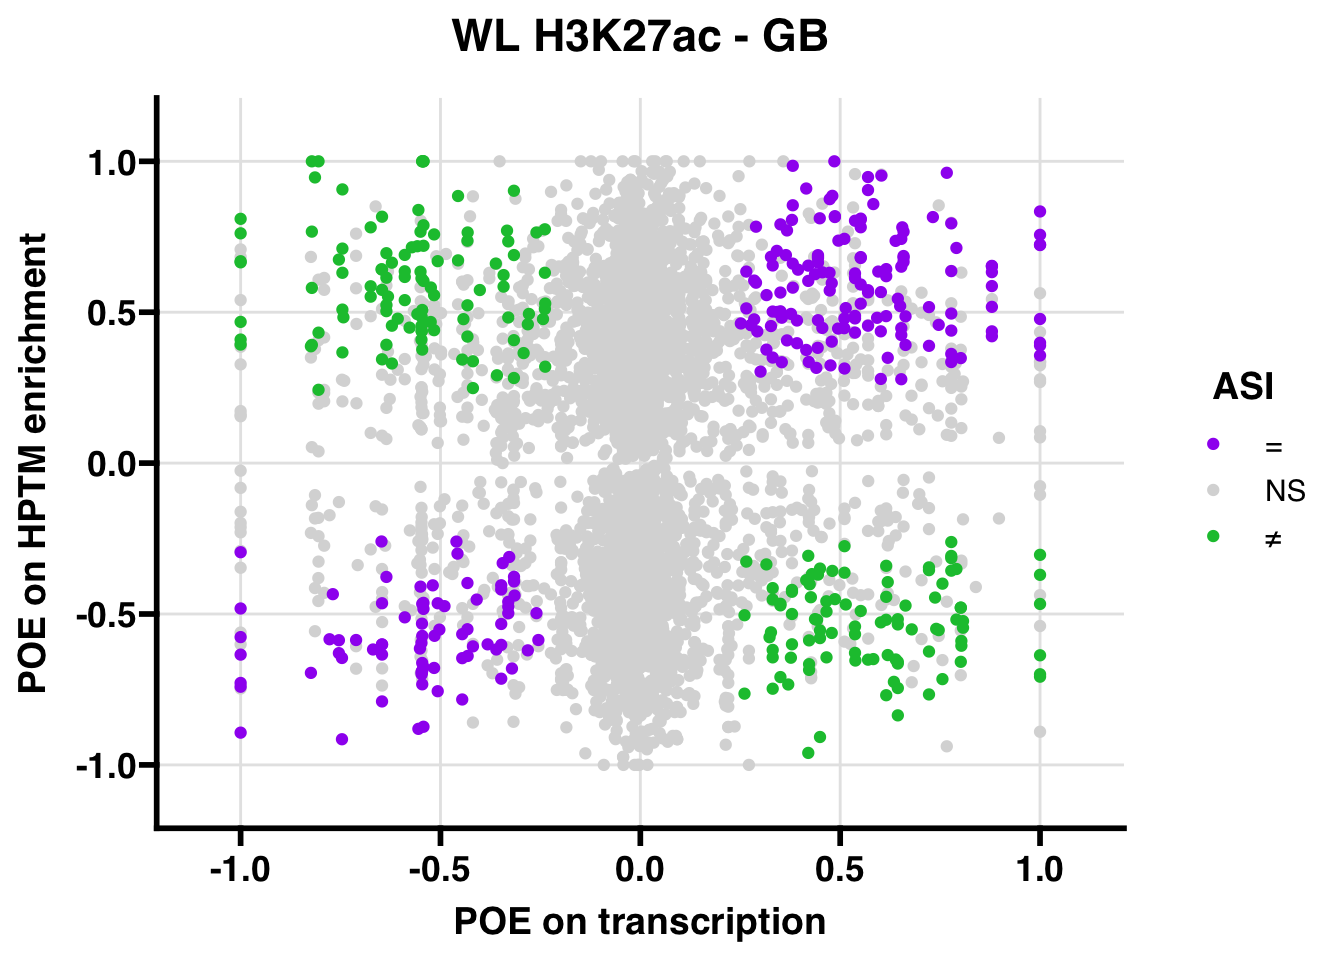 WL H3K27ac - GB
POE on HPTM enrichment
1.0
0.5
0.0
-0.5
-1.0
-1.0 -0.5 0.0 0.5 1.0
POE on transcription
ASI
=
NS
≠